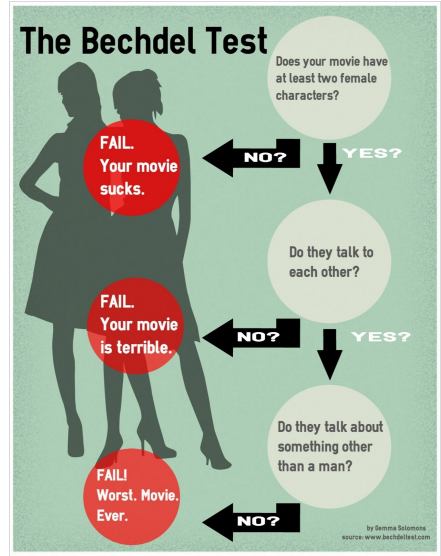 The Bechdel Test
Does your movie have
at least two female
characters?
FAIL.
Your movie
sucks.
NO?
YES?
Do they talk to
each other?
FAIL.
Your movie
is terrible.
NO?
YES?
Do they talk about
something other
than a man?
FAIL!
Worst. Movie.
Ever.
NO?
by Gemma Solomons
source: www.bechdeltest.com